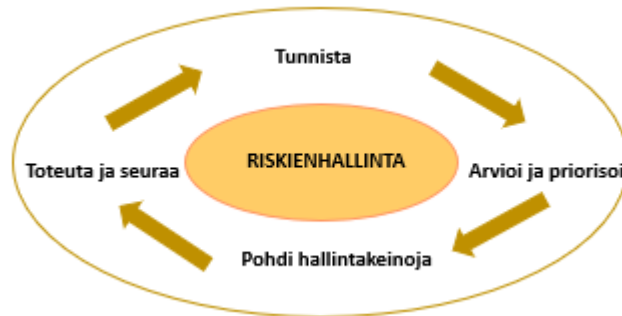 Tunnista
Toteuta ja seuraa
RISKIENHALLINTA
Arvioi ja priorisoi
Pohdi hallintakeinoja